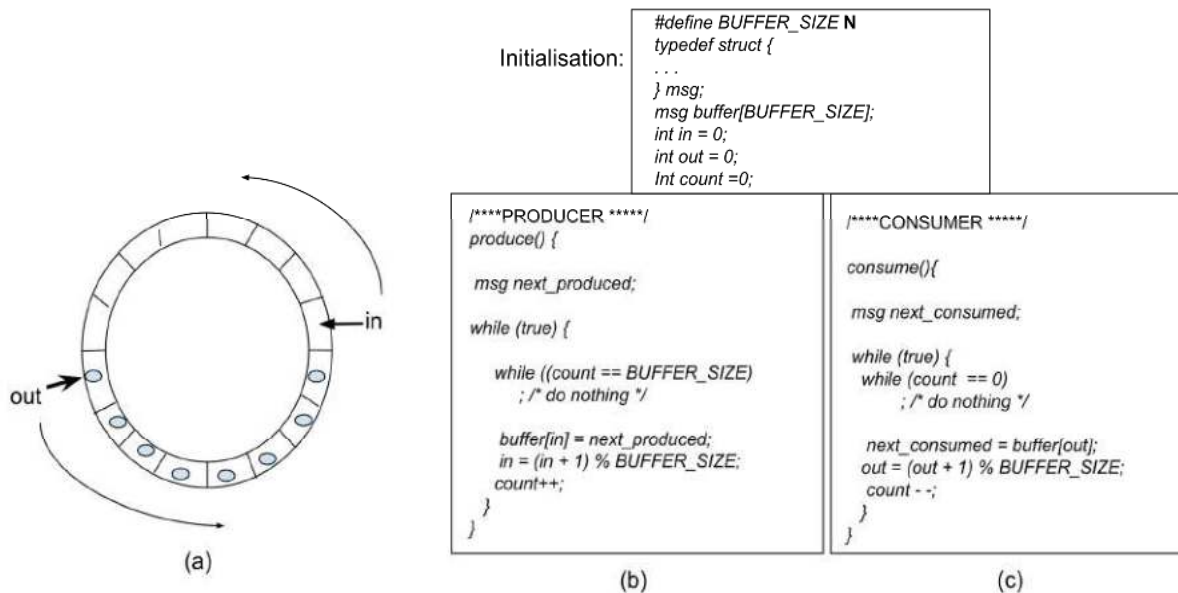 Initialisation:
#define BUFFER_SIZE N
typedef struct {
. . .
} msg;
msg buffer[BUFFER_SIZE];
int in = 0;
int out = 0;
Int count =0;
in
out
(a)
/****PRODUCER *****/
produce() {
msg next_produced;
while (true) {
while ((count == BUFFER_SIZE)
; /* do nothing */
buffer[in] = next_produced;
in = (in + 1) % BUFFER_SIZE;
count++;
}
}
(b)
/****CONSUMER *****/
consume(){
msg next_consumed;
while (true) {
while (count == 0)
; /* do nothing */
next_consumed = buffer[out];
out = (out + 1) % BUFFER_SIZE;
count - -;
}
}
(c)